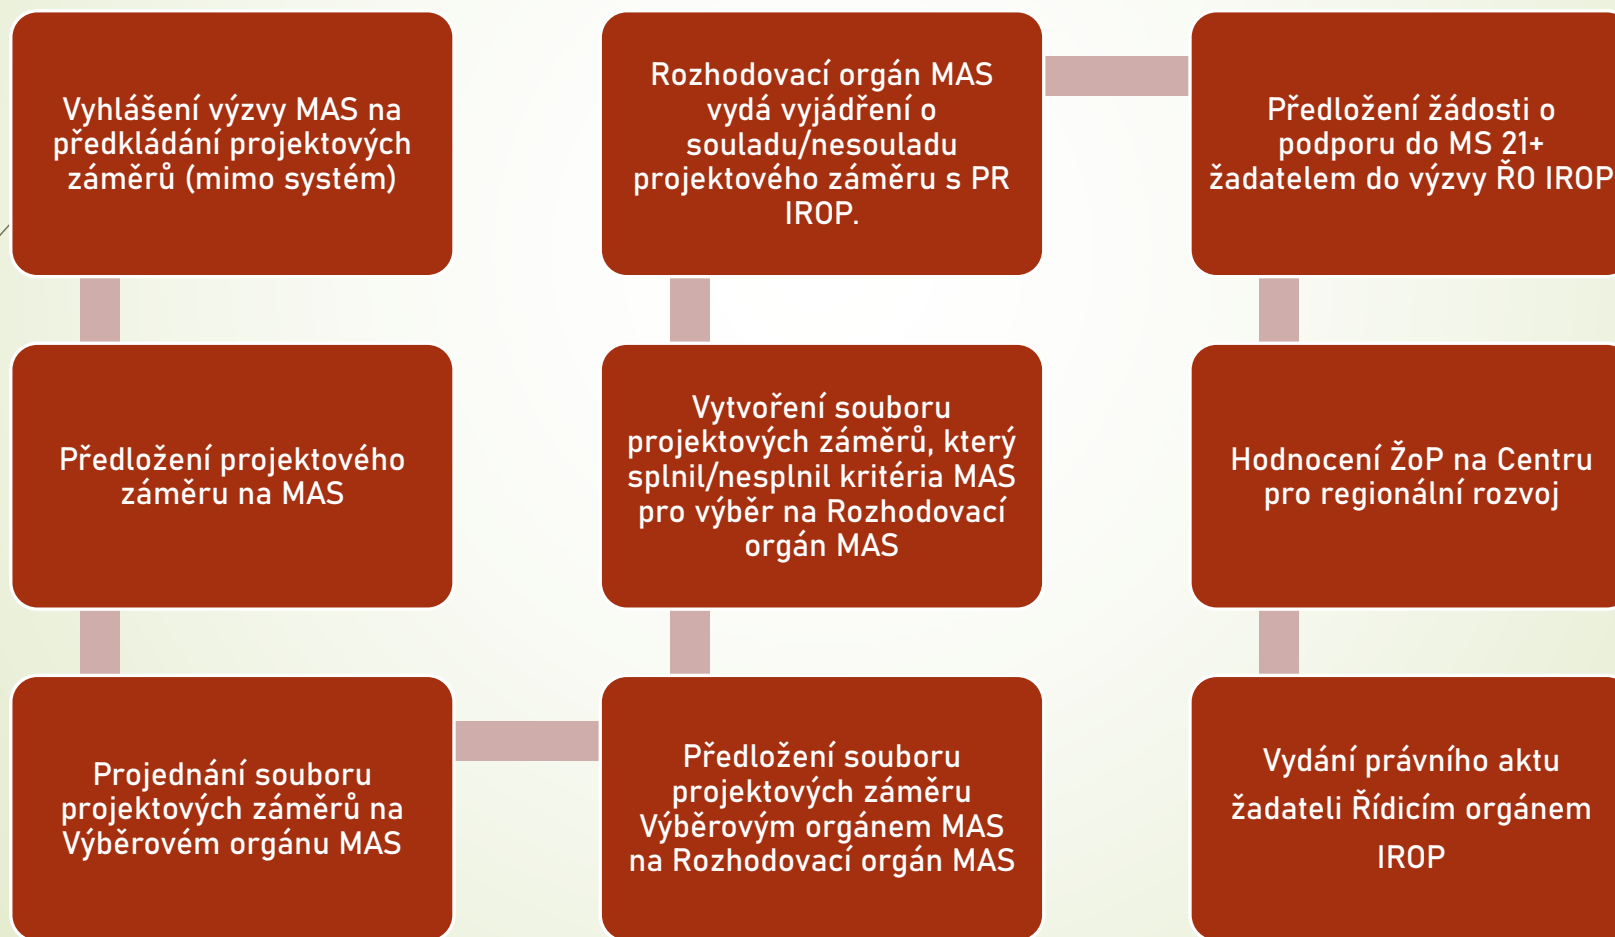 Vyhlášení výzvy MAS na
předkládání projektových
záměrů (mimo systém)
Předložení projektového
záměru na MAS
Projednání souboru
projektových záměrů na
Výběrovém orgánu MAS
Předložení souboru
projektových záměru
Výběrovým orgánem MAS
na Rozhodovací orgán MAS
Vytvoření souboru
projektových záměrů, který
splnil/nesplnil kritéria MAS
pro výběr na Rozhodovací
orgán MAS
Rozhodovací orgán MAS
vydá vyjádření o
souladu/nesouladu
projektového záměru s PR
IROP.
Předložení žádosti o
podporu do MS 21+
žadatelem do výzvy ŘO IROP
Hodnocení ŽoP na Centru
pro regionální rozvoj
Vydání právního aktu
žadateli Řídicím orgánem
IROP